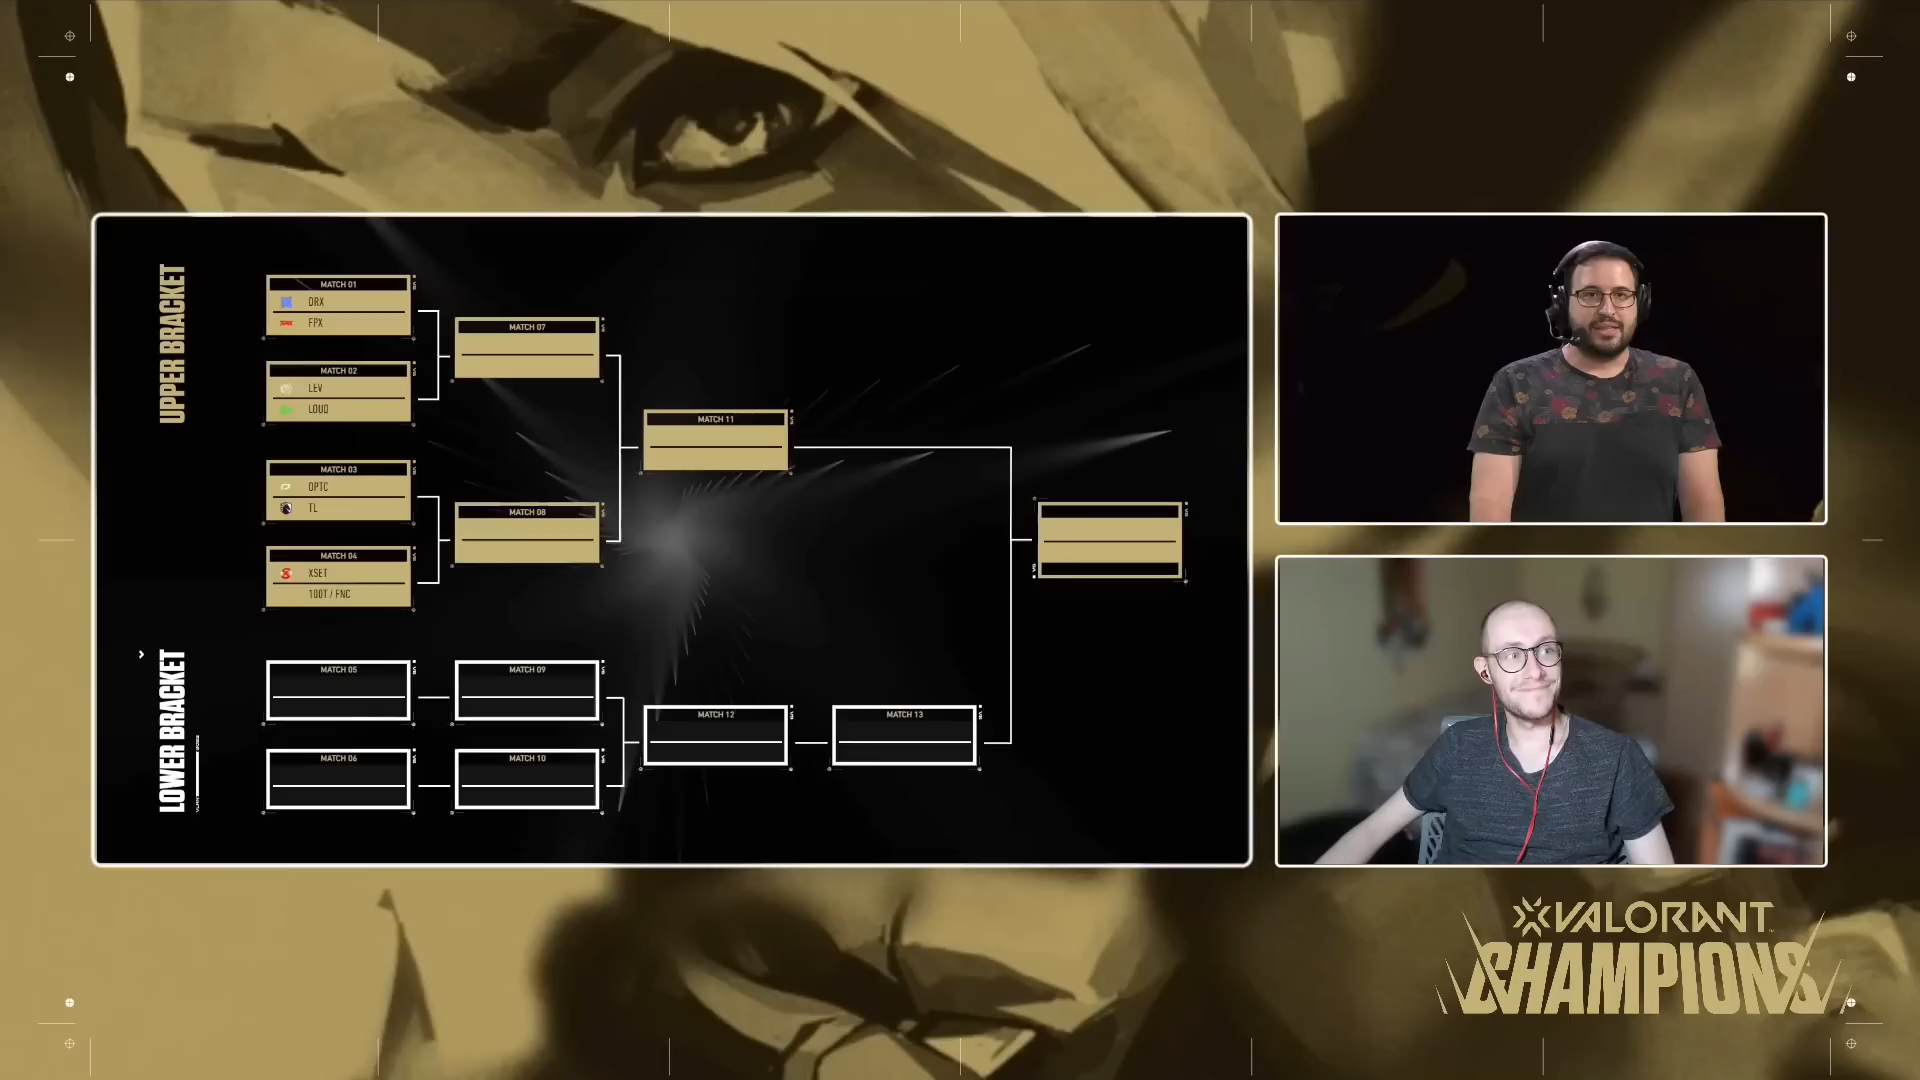 UPPER BRACKET
MATCH 01
DRX
FPX
MATCH 02
LEV
LOUD
MATCH 03
OPTC
TL
MATCH 04
XSET
100T / FNC
MATCH 07
MATCH 08
MATCH 11
LOWER BRACKET
MATCH 05
MATCH 06
MATCH 09
MATCH 10
MATCH 12
MATCH 13
VALORANT
CHAMPIONS